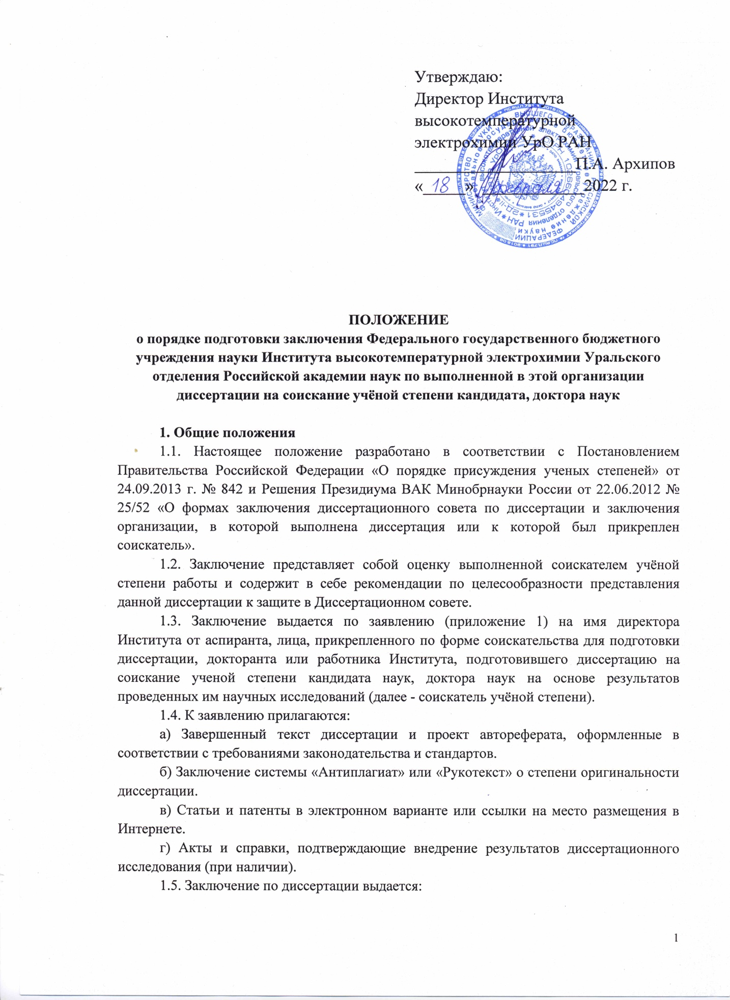 Утверждаю:
Директор Института
высокотемпературной
электрохимии УрО РАН
П.А. Архипов
«18» февраля 2022 г.
ПОЛОЖЕНИЕ
о порядке подготовки заключения Федерального государственного бюджетного
учреждения науки Института высокотемпературной электрохимии Уральского
отделения Российской академии наук по выполненной в этой организации
диссертации на соискание учёной степени кандидата, доктора наук
1. Общие положения
1.1. Настоящее положение разработано в соответствии с Постановлением
Правительства Российской Федерации «О порядке присуждения ученых степеней» от
24.09.2013 г. № 842 и Решения Президиума ВАК Минобрнауки России от 22.06.2012 №
25/52 «О формах заключения диссертационного совета по диссертации и заключения
организации, в которой выполнена диссертация или к которой был прикреплен
соискатель».
1.2. Заключение представляет собой оценку выполненной соискателем учёной
степени работы и содержит в себе рекомендации по целесообразности представления
данной диссертации к защите в Диссертационном совете.
1.3. Заключение выдается по заявлению (приложение 1) на имя директора
Института от аспиранта, лица, прикрепленного по форме соискательства для подготовки
диссертации, докторанта или работника Института, подготовившего диссертацию на
соискание ученой степени кандидата наук, доктора наук на основе результатов
проведенных им научных исследований (далее - соискатель учёной степени).
1.4. К заявлению прилагаются:
а) Завершенный текст диссертации и проект автореферата, оформленные в
соответствии с требованиями законодательства и стандартов.
б) Заключение системы «Антиплагиат» или «Рукотекст» о степени оригинальности
диссертации.
в) Статьи и патенты в электронном варианте или ссылки на место размещения в
Интернете.
г) Акты и справки, подтверждающие внедрение результатов диссертационного
исследования (при наличии).
1.5. Заключение по диссертации выдается:
1